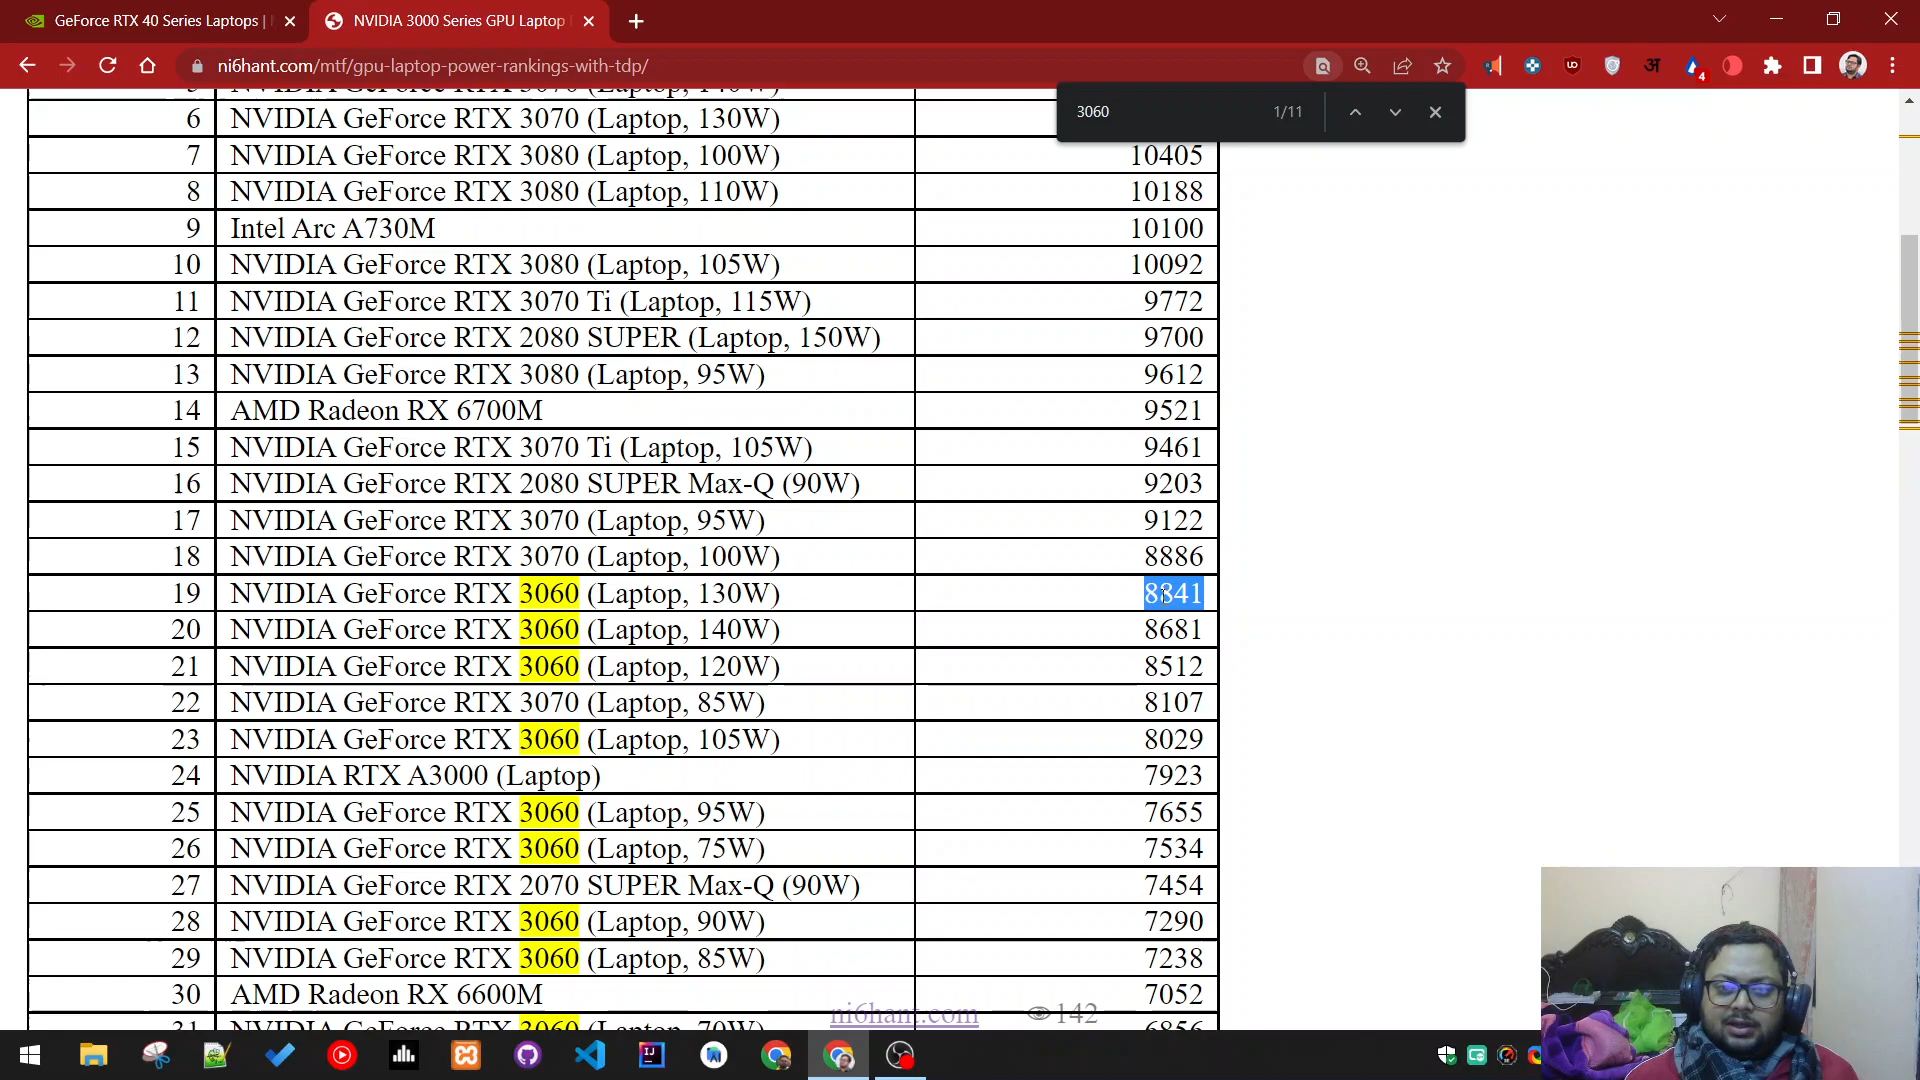 GeForce RTX 40 Series Laptops |
NVIDIA 3000 Series GPU Laptop
ni6hant.com/mtf/gpu-laptop-power-rankings-with-tdp/
4
3060 1/11
6 NVIDIA GeForce RTX 3070 (Laptop, 130W)
7 NVIDIA GeForce RTX 3080 (Laptop, 100W) 10405
8 NVIDIA GeForce RTX 3080 (Laptop, 110W) 10188
9 Intel Arc A730M 10100
10 NVIDIA GeForce RTX 3080 (Laptop, 105W) 10092
11 NVIDIA GeForce RTX 3070 Ti (Laptop, 115W) 9772
12 NVIDIA GeForce RTX 2080 SUPER (Laptop, 150W) 9700
13 NVIDIA GeForce RTX 3080 (Laptop, 95W) 9612
14 AMD Radeon RX 6700M 9521
15 NVIDIA GeForce RTX 3070 Ti (Laptop, 105W) 9461
16 NVIDIA GeForce RTX 2080 SUPER Max-Q (90W) 9203
17 NVIDIA GeForce RTX 3070 (Laptop, 95W) 9122
18 NVIDIA GeForce RTX 3070 (Laptop, 100W) 8886
19 NVIDIA GeForce RTX 3060 (Laptop, 130W) 8841
20 NVIDIA GeForce RTX 3060 (Laptop, 140W) 8681
21 NVIDIA GeForce RTX 3060 (Laptop, 120W) 8512
22 NVIDIA GeForce RTX 3070 (Laptop, 85W) 8107
23 NVIDIA GeForce RTX 3060 (Laptop, 105W) 8029
24 NVIDIA RTX A3000 (Laptop) 7923
25 NVIDIA GeForce RTX 3060 (Laptop, 95W) 7655
26 NVIDIA GeForce RTX 3060 (Laptop, 75W) 7534
27 NVIDIA GeForce RTX 2070 SUPER Max-Q (90W) 7454
28 NVIDIA GeForce RTX 3060 (Laptop, 90W) 7290
29 NVIDIA GeForce RTX 3060 (Laptop, 85W) 7238
30 AMD Radeon RX 6600M 7052
ni6hant.com 142
31 NVIDIA GeForce RTX 3060 (Laptop, 70W) 6856